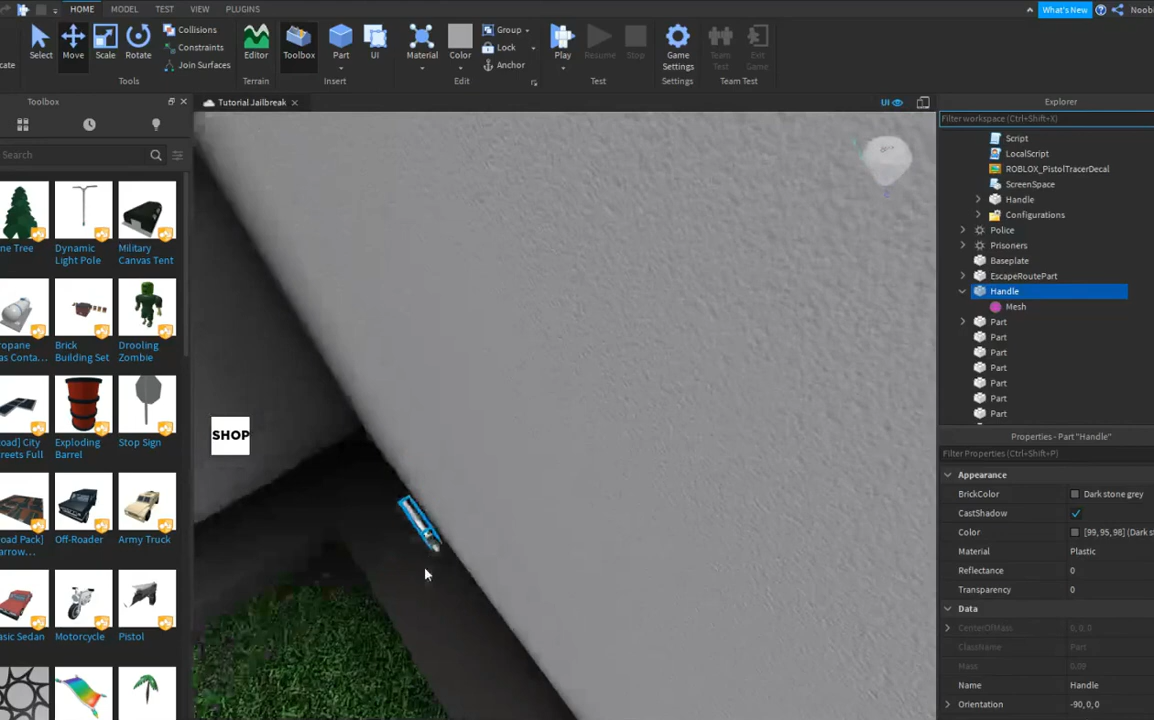 HOME MODEL TEST VIEW PLUGINS
What's New
Noob
cate
Select
Move
Scale
Rotate
Collisions
Constraints
Join Surfaces
Tools
Editor
Terrain
Toolbox
Part
UI
Insert
Material
Color
Group
Lock
Anchor
Edit
Play
Resume
Stop
Test
Game
Settings
Settings
Team
Test
Exit
Game
Team Test
Toolbox
Search
ne Tree
Dynamic
Light Pole
Military
Canvas Tent
ropane
as Conta...
Brick
Building Set
Drooling
Zombie
oad] City
treets Full
Exploding
Barrel
Stop Sign
oad Pack]
arrow...
Off-Roader
Army Truck
asic Sedan
Motorcycle
Pistol
Tutorial Jailbreak
UI
SHOP
Explorer
Filter workspace (Ctrl+Shift+X)
Script
LocalScript
ROBLOX_PistolTracerDecal
ScreenSpace
Handle
Configurations
Police
Prisoners
Baseplate
EscapeRoutePart
Handle
Mesh
Part
Part
Part
Part
Part
Part
Part
Properties - Part "Handle"
Filter Properties (Ctrl+Shift+P)
Appearance
BrickColor Dark stone grey
CastShadow
Color [99, 95, 98] (Dark s
Material Plastic
Reflectance 0
Transparency 0
Data
CenterOfMass 0, 0, 0
ClassName Part
Mass 0.09
Name Handle
Orientation -90, 0, 0